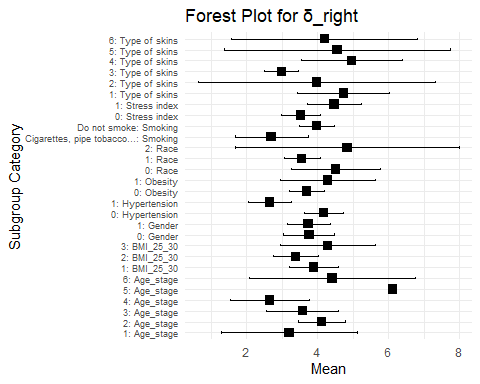 Forest Plot for δ_right
Subgroup Category
6: Type of skins
5: Type of skins
4: Type of skins
3: Type of skins
2: Type of skins
1: Type of skins
1: Stress index
0: Stress index
Do not smoke: Smoking
Cigarettes, pipe tobacco...: Smoking
2: Race
1: Race
0: Race
1: Obesity
0: Obesity
1: Hypertension
0: Hypertension
1: Gender
0: Gender
3: BMI_25_30
2: BMI_25_30
1: BMI_25_30
6: Age_stage
5: Age_stage
4: Age_stage
3: Age_stage
2: Age_stage
1: Age_stage
2 4 6 8
Mean